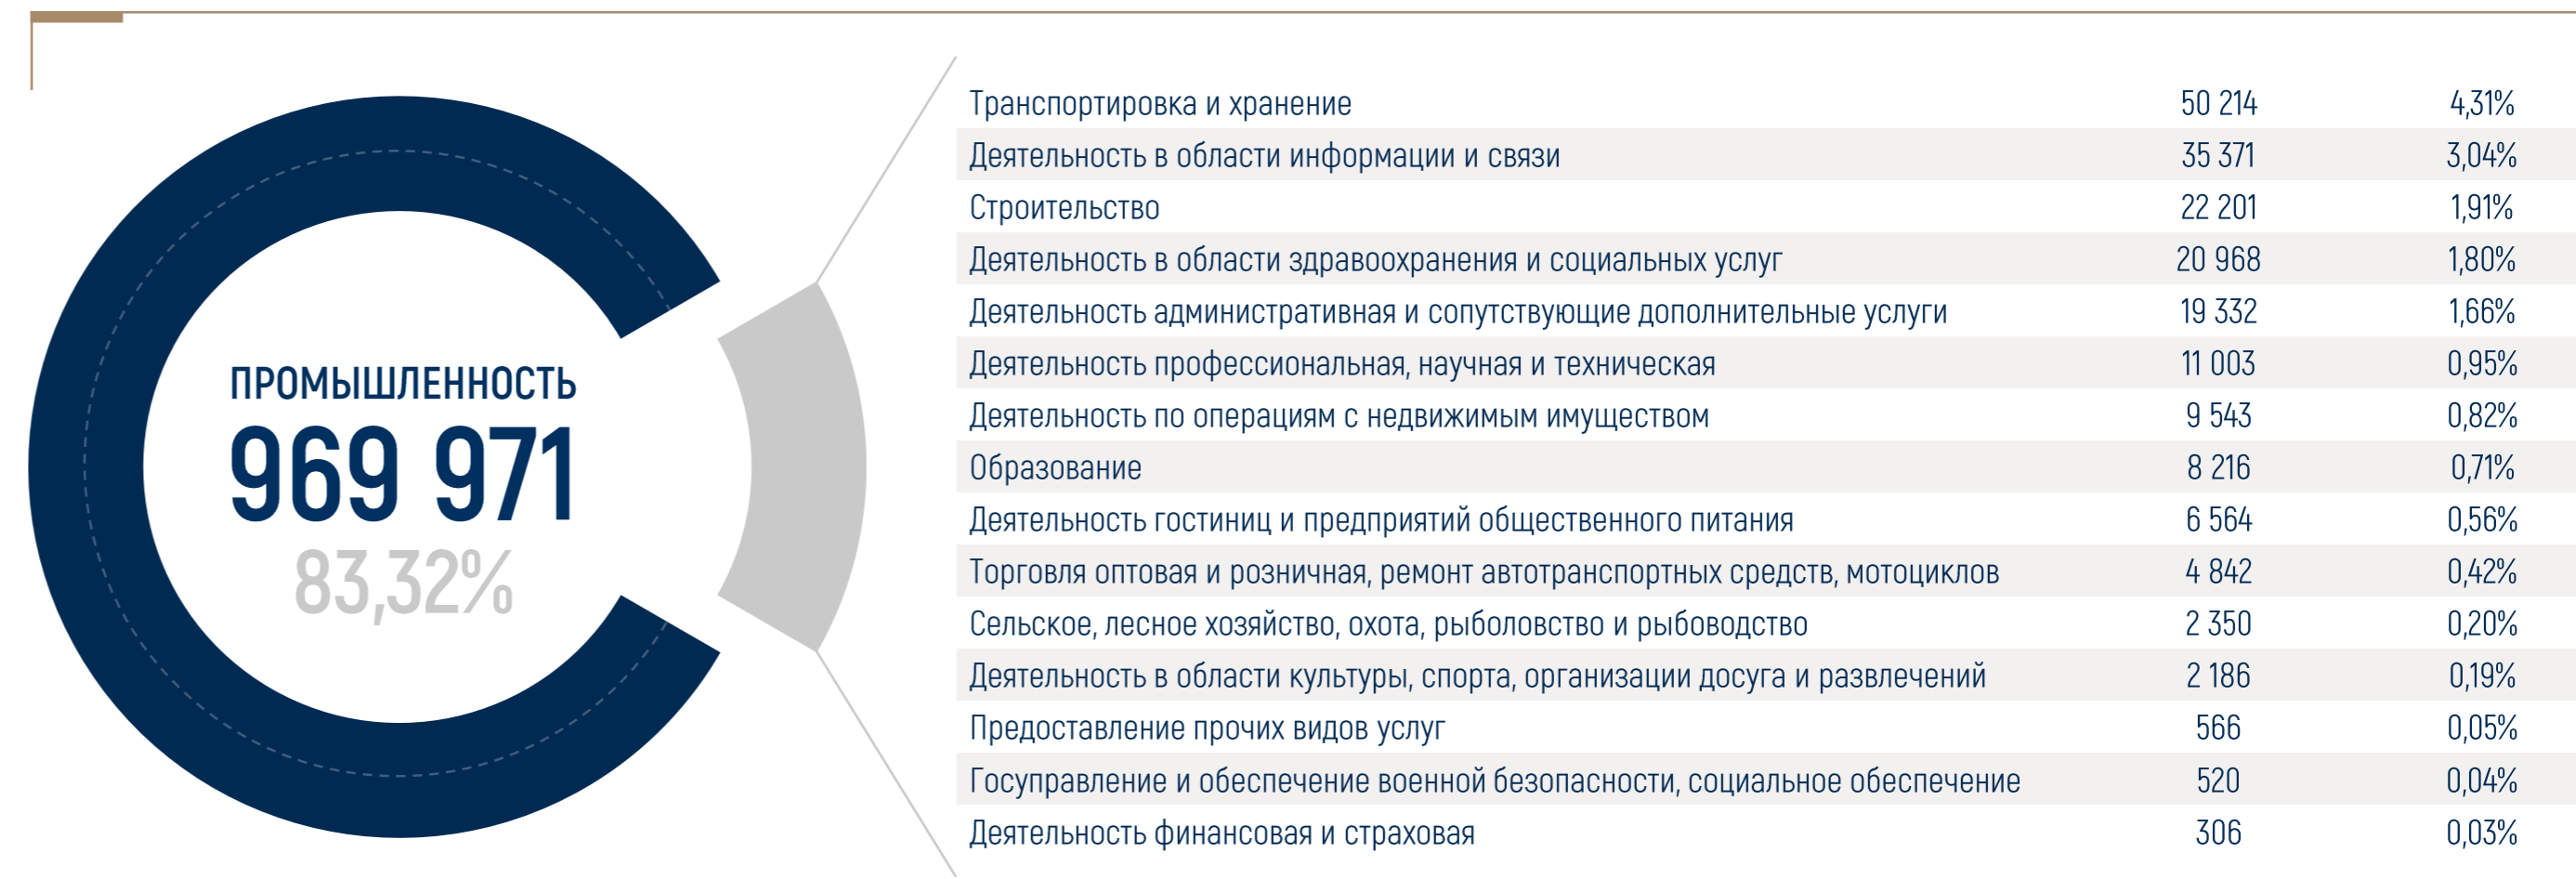 ПРОМЫШЛЕННОСТЬ
969 971
83,32%
Транспортировка и хранение 50 214 4,31%
Деятельность в области информации и связи 35 371 3,04%
Строительство 22 201 1,91%
Деятельность в области здравоохранения и социальных услуг 20 968 1,80%
Деятельность административная и сопутствующие дополнительные услуги 19 332 1,66%
Деятельность профессиональная, научная и техническая 11 003 0,95%
Деятельность по операциям с недвижимым имуществом 9 543 0,82%
Образование 8 216 0,71%
Деятельность гостиниц и предприятий общественного питания 6 564 0,56%
Торговля оптовая и розничная, ремонт автотранспортных средств, мотоциклов 4 842 0,42%
Сельское, лесное хозяйство, охота, рыболовство и рыбоводство 2 350 0,20%
Деятельность в области культуры, спорта, организации досуга и развлечений 2 186 0,19%
Предоставление прочих видов услуг 566 0,05%
Госуправление и обеспечение военной безопасности, социальное обеспечение 520 0,04%
Деятельность финансовая и страховая 306 0,03%